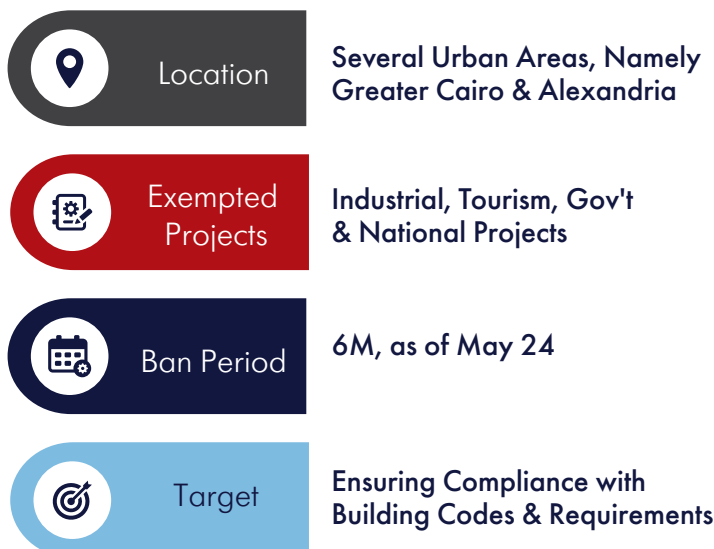 Location
Several Urban Areas, Namely
Greater Cairo & Alexandria
Exempted
Projects
Industrial, Tourism, Gov't
& National Projects
Ban Period
6M, as of May 24
Target
Ensuring Compliance with
Building Codes & Requirements